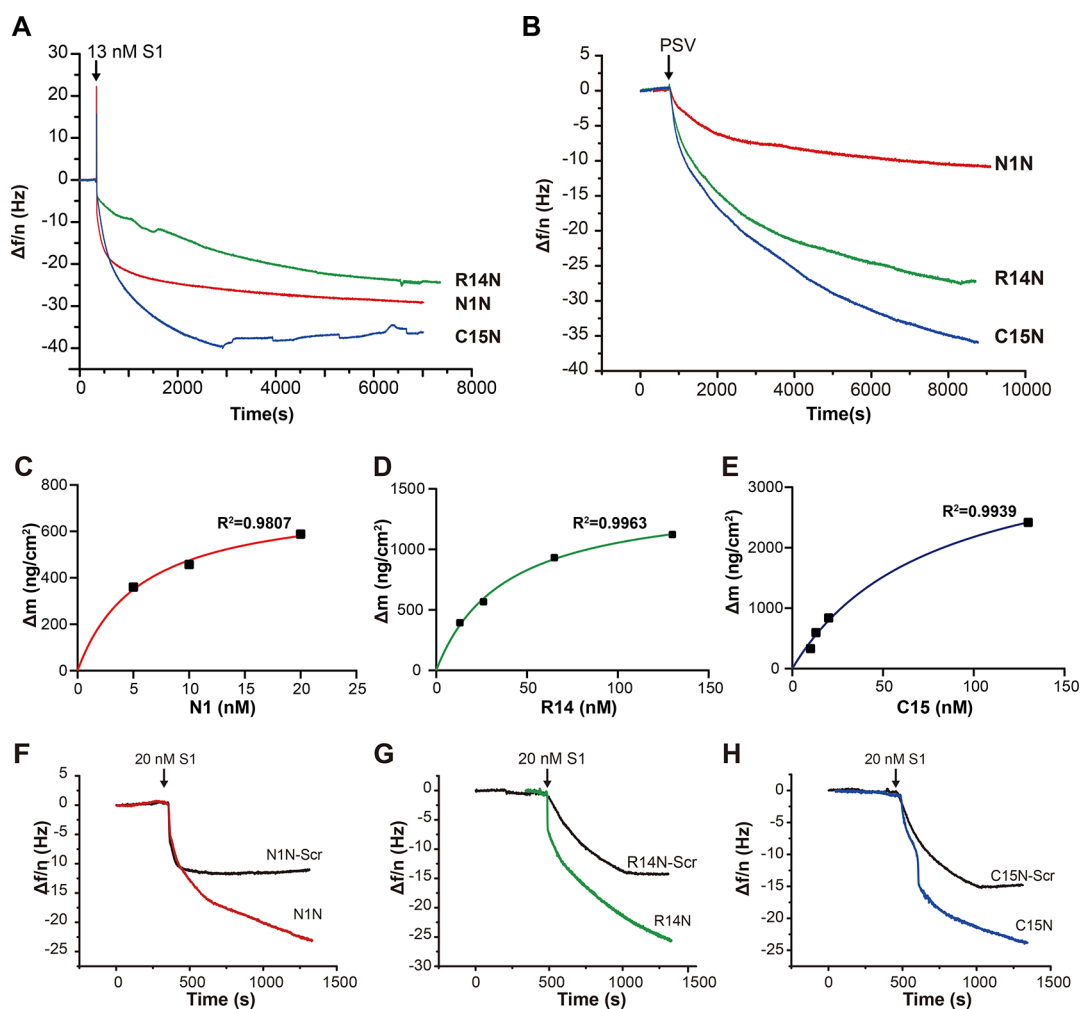 A
13 nM S1
30
20
10
0
-10
-20
-30
-40
Δf/n (Hz)
R14N
N1N
C15N
0 2000 4000 6000 8000
Time(s)
B
PSV
5
0
-5
-10
-15
-20
-25
-30
-35
-40
Δf/n (Hz)
N1N
R14N
C15N
0 2000 4000 6000 8000 10000
Time(s)
C
800
600
400
200
0
Δm (ng/cm²)
R²=0.9807
0 5 10 15 20 25
N1 (nM)
D
1500
1000
500
0
Δm (ng/cm²)
R²=0.9963
0 50 100 150
R14 (nM)
E
3000
2000
1000
0
Δm (ng/cm²)
R²=0.9939
0 50 100 150
C15 (nM)
F
20 nM S1
5
0
-5
-10
-15
-20
-25
Δf/n (Hz)
N1N-Scr
N1N
0 500 1000 1500
Time (s)
G
20 nM S1
5
0
-5
-10
-15
-20
-25
-30
Δf/n (Hz)
R14N-Scr
R14N
0 500 1000 1500
Time (s)
H
20 nM S1
5
0
-5
-10
-15
-20
-25
Δf/n (Hz)
C15N-Scr
C15N
0 500 1000 1500
Time (s)